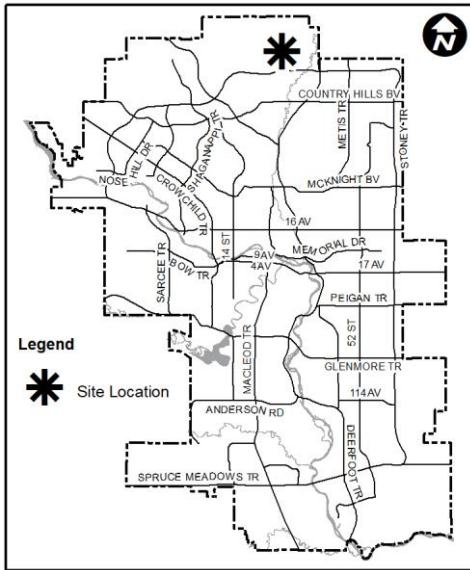 N
COUNTRY HILLS BV
METIS TR
STONEY TR
SHAGANAPPI TR
NOSE HILL DR
CROWCHILD TR
MCKNIGHT BV
16 AV
14 ST
MEMORIAL DR
9 AV
4 AV
17 AV
BOW TR
SARCEE TR
PEIGAN TR
52 ST
Legend
Site Location
MACLEOD TR
GLENMORE TR
114 AV
ANDERSON RD
DEERFOOT TR
SPRUCE MEADOWS TR